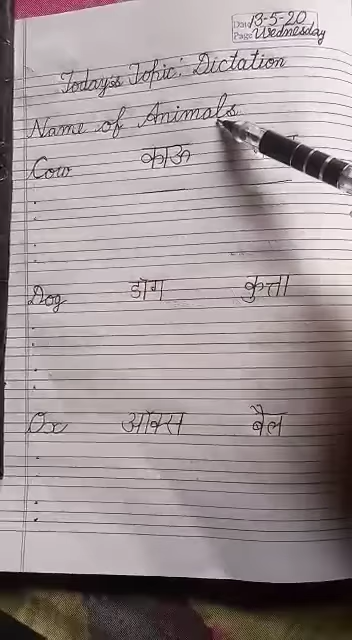 Date 13-5-20
Page Wednesday
Today's Topic: Dictation
Name of Animals
Cow काऊ
Dog डॉग कुत्ता
Ox ऑक्स बैल